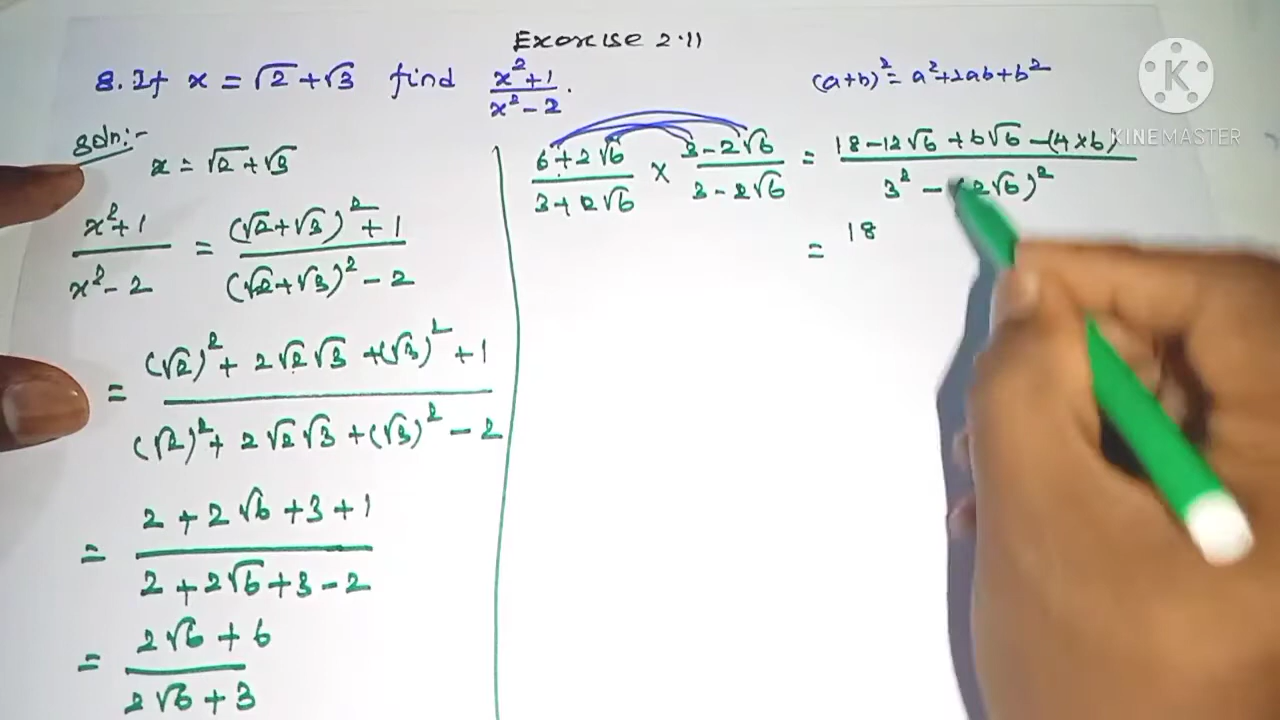 Exercise 2.11
8. If x = √2 + √3 find (x² + 1)/(x² - 2).
(a+b)² = a² + 2ab + b²
Soln:-
x = √2 + √3
(x² + 1)/(x² - 2) = ((√2 + √3)² + 1)/((√2 + √3)² - 2)
= ((√2)² + 2√2√3 + (√3)² + 1)/((√2)² + 2√2√3 + (√3)² - 2)
= (2 + 2√6 + 3 + 1)/(2 + 2√6 + 3 - 2)
= (2√6 + 6)/(2√6 + 3)
(6 + 2√6)/(3 + 2√6) × (3 - 2√6)/(3 - 2√6) = (18 - 12√6 + 6√6 - (4×6))/(3² - (2√6)²)
= 18
K
KINEMASTER